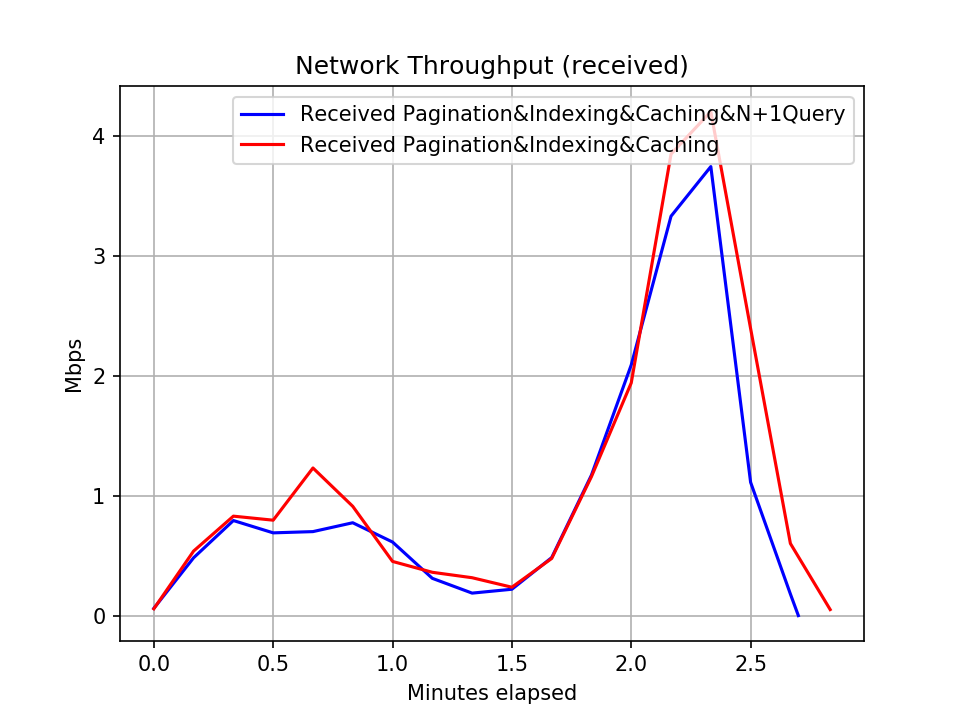 Network Throughput (received)
Received Pagination&Indexing&Caching&N+1Query
Received Pagination&Indexing&Caching
4
3
2
1
0
Mbps
0.0 0.5 1.0 1.5 2.0 2.5
Minutes elapsed